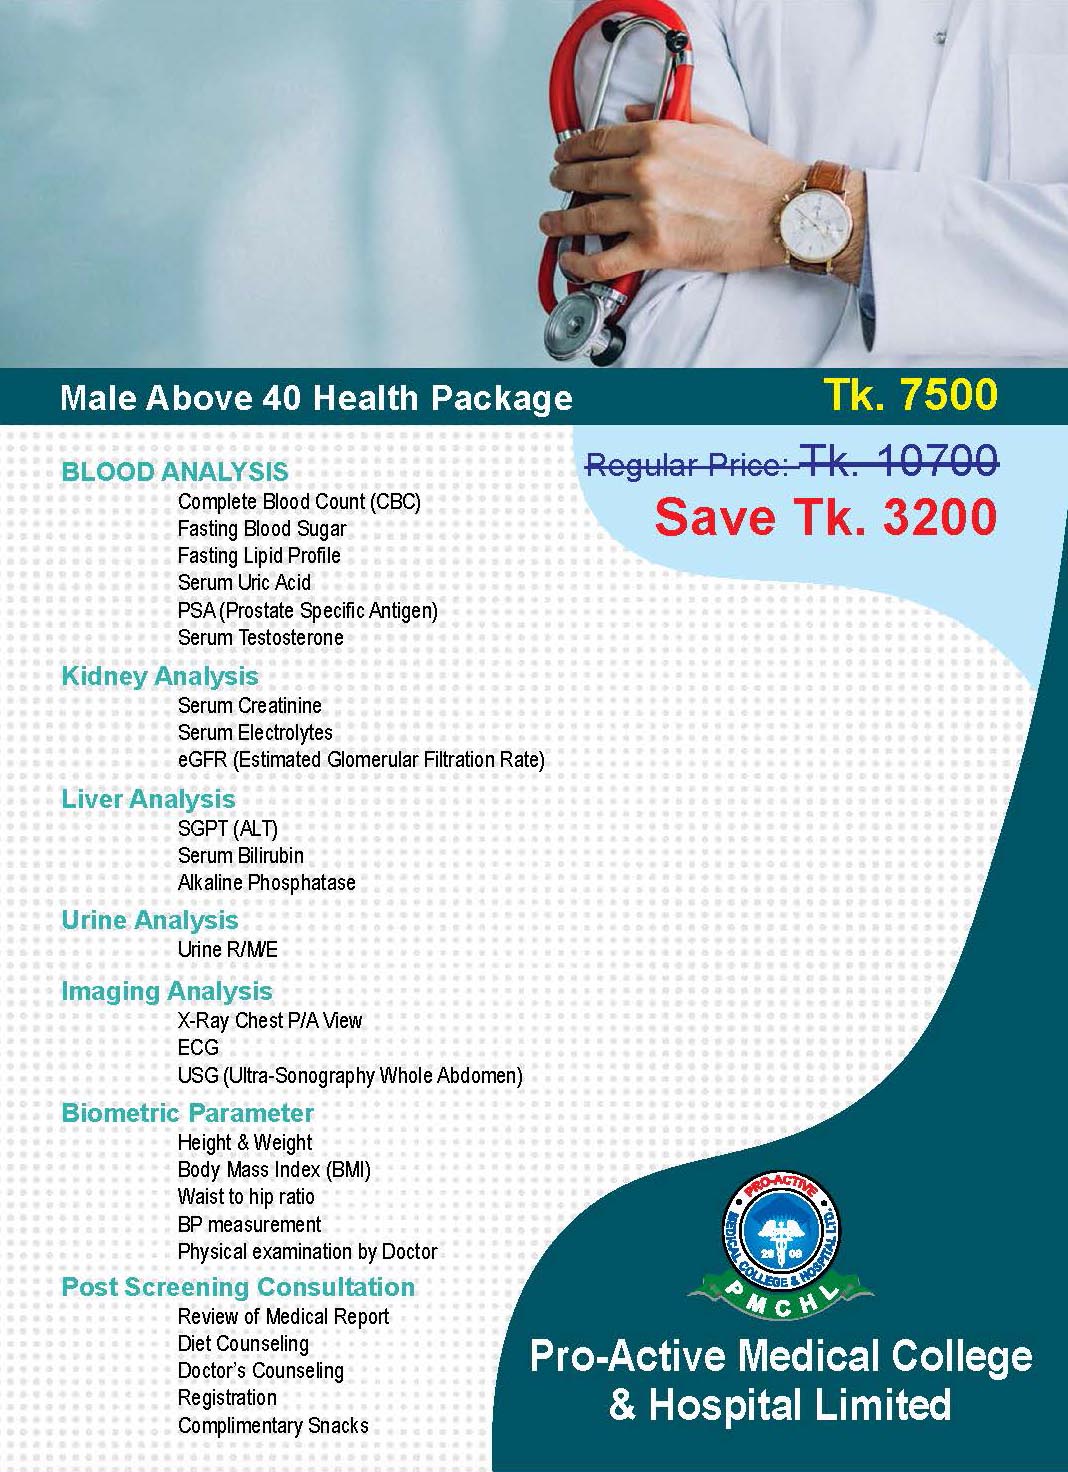 Male Above 40 Health Package
Tk. 7500
Regular Price: Tk. 10700
Save Tk. 3200
BLOOD ANALYSIS
Complete Blood Count (CBC)
Fasting Blood Sugar
Fasting Lipid Profile
Serum Uric Acid
PSA (Prostate Specific Antigen)
Serum Testosterone
Kidney Analysis
Serum Creatinine
Serum Electrolytes
eGFR (Estimated Glomerular Filtration Rate)
Liver Analysis
SGPT (ALT)
Serum Bilirubin
Alkaline Phosphatase
Urine Analysis
Urine R/M/E
Imaging Analysis
X-Ray Chest P/A View
ECG
USG (Ultra-Sonography Whole Abdomen)
Biometric Parameter
Height & Weight
Body Mass Index (BMI)
Waist to hip ratio
BP measurement
Physical examination by Doctor
Post Screening Consultation
Review of Medical Report
Diet Counseling
Doctor's Counseling
Registration
Complimentary Snacks
PRO-ACTIVE
MEDICAL COLLEGE & HOSPITAL LTD.
2009
PMCHL
Pro-Active Medical College
& Hospital Limited